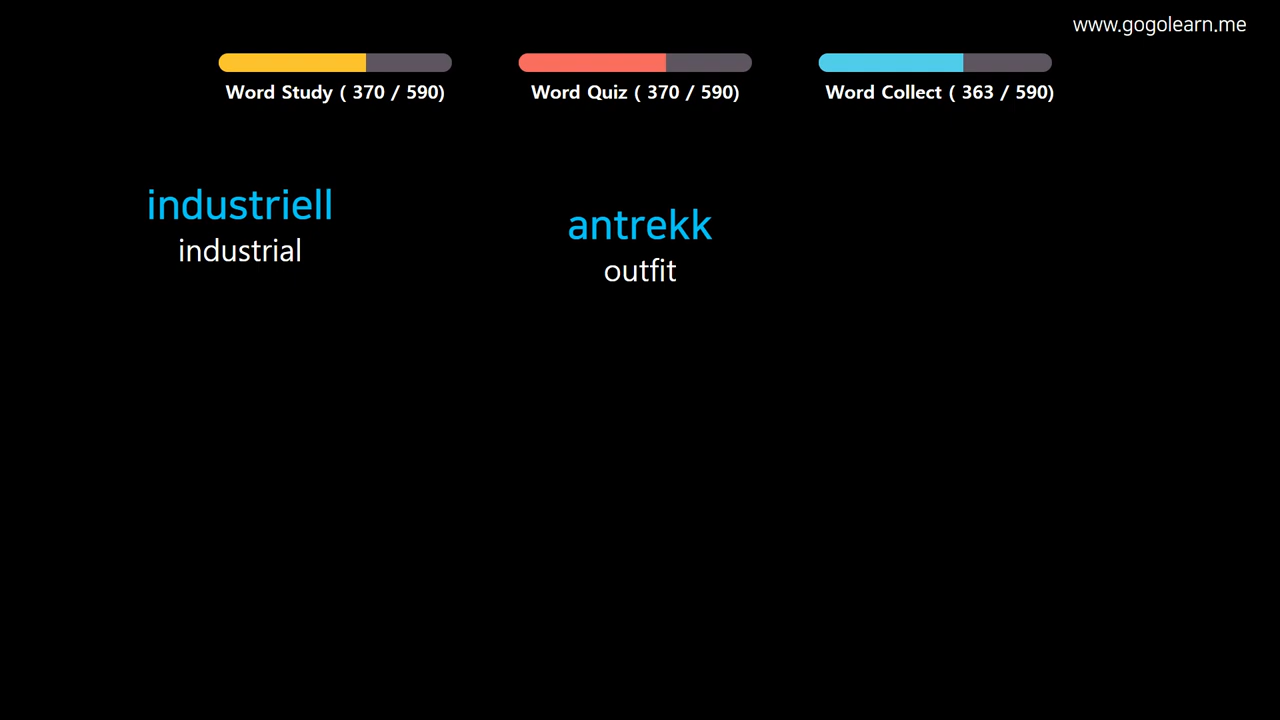 www.gogolearn.me
Word Study ( 370 / 590)
Word Quiz ( 370 / 590)
Word Collect ( 363 / 590)
industriell
industrial
antrekk
outfit